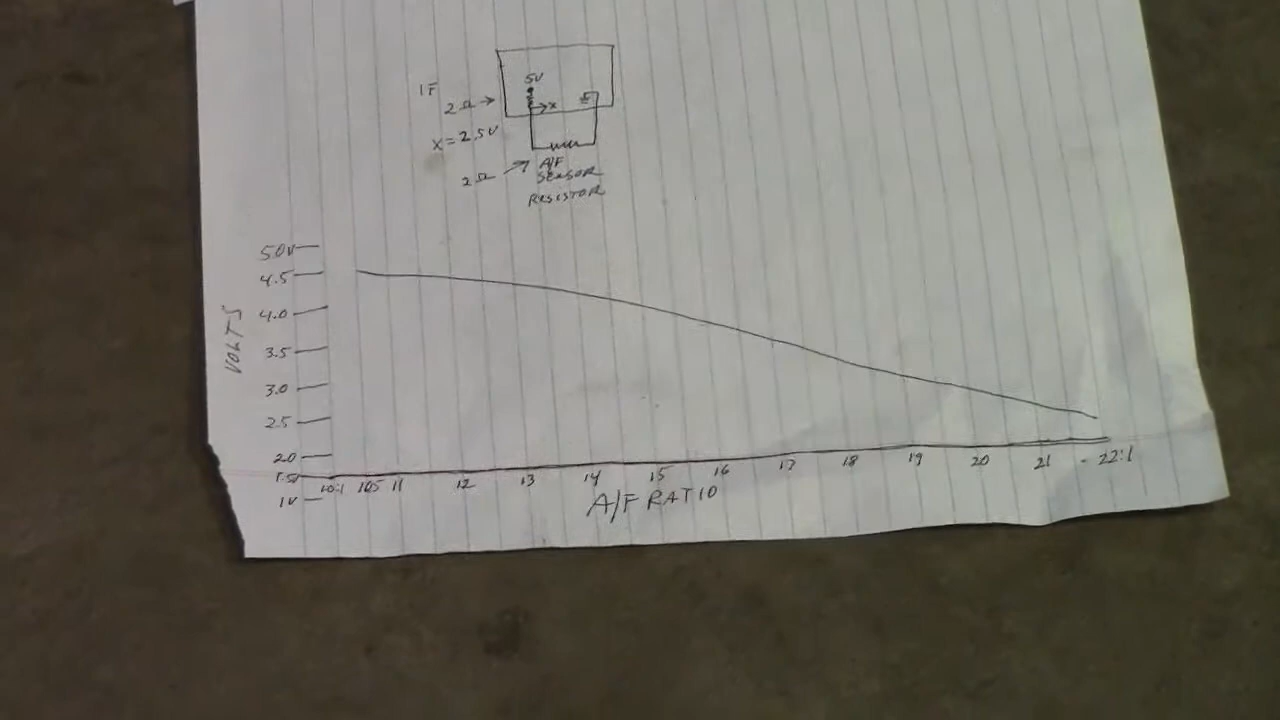 5V
IF
2Ω → X
X = 2.5V
A/F
2Ω SENSOR
RESISTOR
5.0V
4.5
4.0
3.5
3.0
2.5
2.0
1.5
1V
VOLTS
10:1 10.5 11 12 13 14 15 16 17 18 19 20 21 - 22:1
A/F RATIO